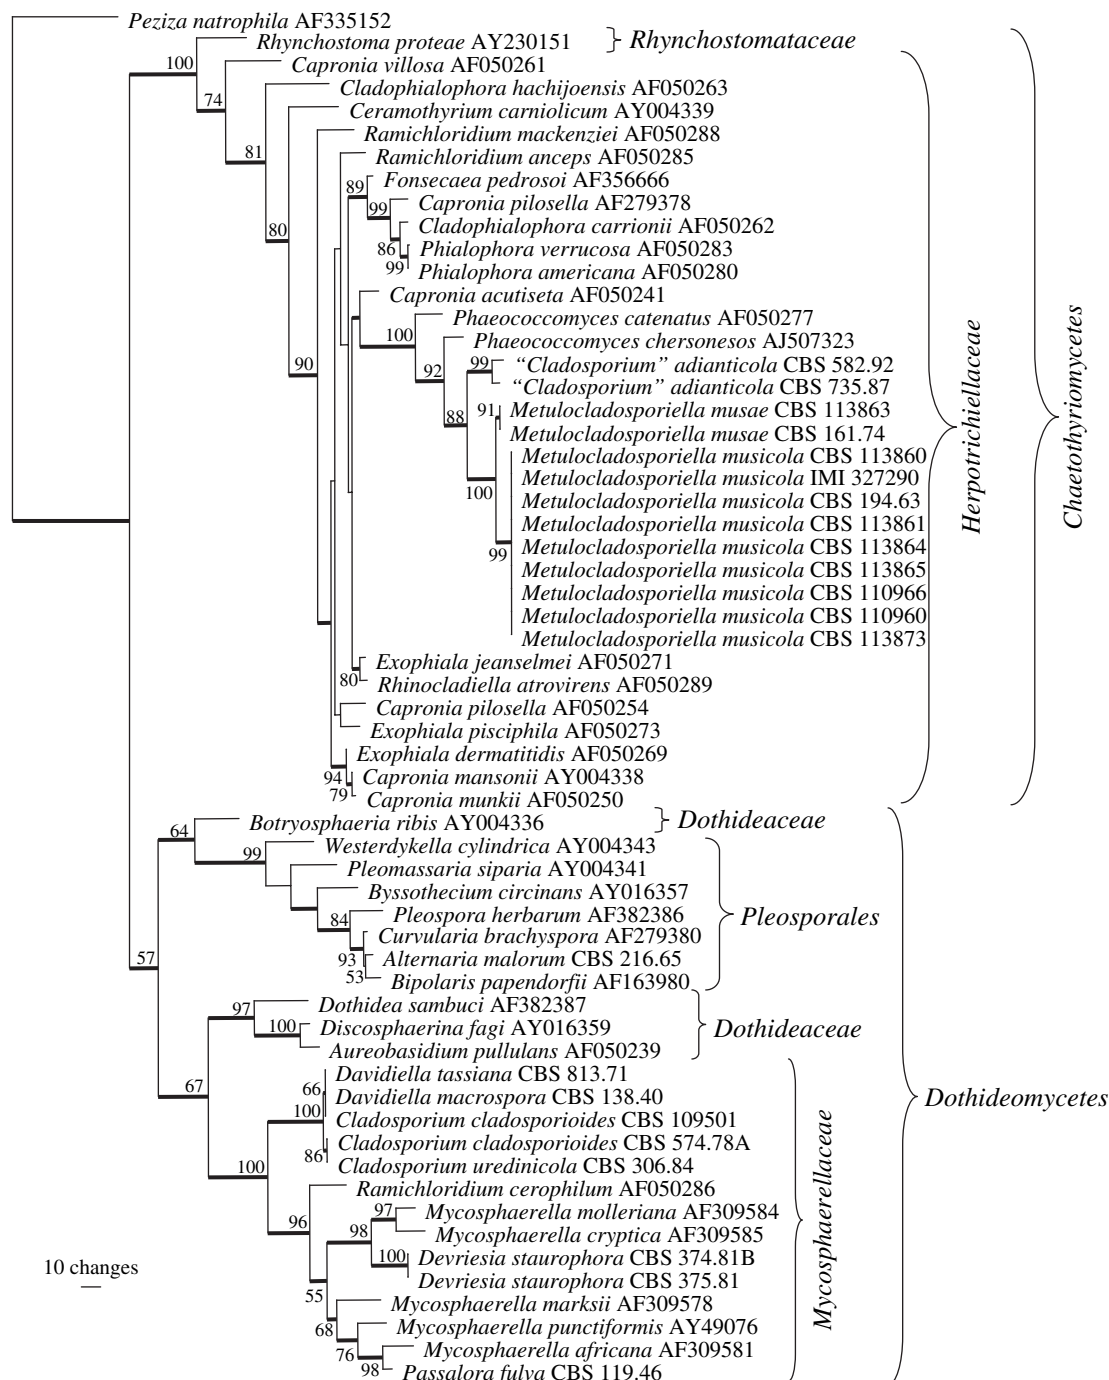 Peziza natrophila AF335152
Rhynchostoma proteae AY230151
Rhynchostomataceae
100
Capronia villosa AF050261
74
Cladophialophora hachijoensis AF050263
Ceramothyrium carniolicum AY004339
Ramichloridium mackenziei AF050288
81
Ramichloridium anceps AF050285
Fonsecaea pedrosoi AF356666
89
Capronia pilosella AF279378
99
Cladophialophora carrionii AF050262
80
Phialophora verrucosa AF050283
86
Phialophora americana AF050280
99
Capronia acutiseta AF050241
Phaeococcomyces catenatus AF050277
100
Phaeococcomyces chersonesos AJ507323
90
“Cladosporium” adianticola CBS 582.92
99
92
“Cladosporium” adianticola CBS 735.87
Metulocladosporiella musae CBS 113863
91
88
Metulocladosporiella musae CBS 161.74
Metulocladosporiella musicola CBS 113860
Metulocladosporiella musicola IMI 327290
100
Metulocladosporiella musicola CBS 194.63
Metulocladosporiella musicola CBS 113861
Metulocladosporiella musicola CBS 113864
99
Metulocladosporiella musicola CBS 113865
Metulocladosporiella musicola CBS 110966
Metulocladosporiella musicola CBS 110960
Metulocladosporiella musicola CBS 113873
Herpotrichiellaceae
Chaetothyriomycetes
Exophiala jeanselmei AF050271
80
Rhinocladiella atrovirens AF050289
Capronia pilosella AF050254
Exophiala pisciphila AF050273
Exophiala dermatitidis AF050269
94
Capronia mansonii AY004338
79
Capronia munkii AF050250
Botryosphaeria ribis AY004336
Dothideaceae
64
Westerdykella cylindrica AY004343
99
Pleomassaria siparia AY004341
Byssothecium circinans AY016357
Pleospora herbarum AF382386
84
Pleosporales
Curvularia brachyspora AF279380
57
Alternaria malorum CBS 216.65
93
53
Bipolaris papendorfii AF163980
Dothidea sambuci AF382387
97
Discosphaerina fagi AY016359
100
Dothideaceae
Aureobasidium pullulans AF050239
Davidiella tassiana CBS 813.71
67
66
Davidiella macrospora CBS 138.40
Dothideomycetes
100
Cladosporium cladosporioides CBS 109501
Cladosporium cladosporioides CBS 574.78A
86
Cladosporium uredinicola CBS 306.84
100
Ramichloridium cerophilum AF050286
Mycosphaerella molleriana AF309584
97
96
Mycosphaerella cryptica AF309585
98
Devriesia staurophora CBS 374.81B
100
Devriesia staurophora CBS 375.81
10 changes
55
Mycosphaerella marksii AF309578
Mycosphaerella punctiformis AY49076
68
Mycosphaerella africana AF309581
76
98
Passalora fulva CBS 119.46
Mycosphaerellaceae